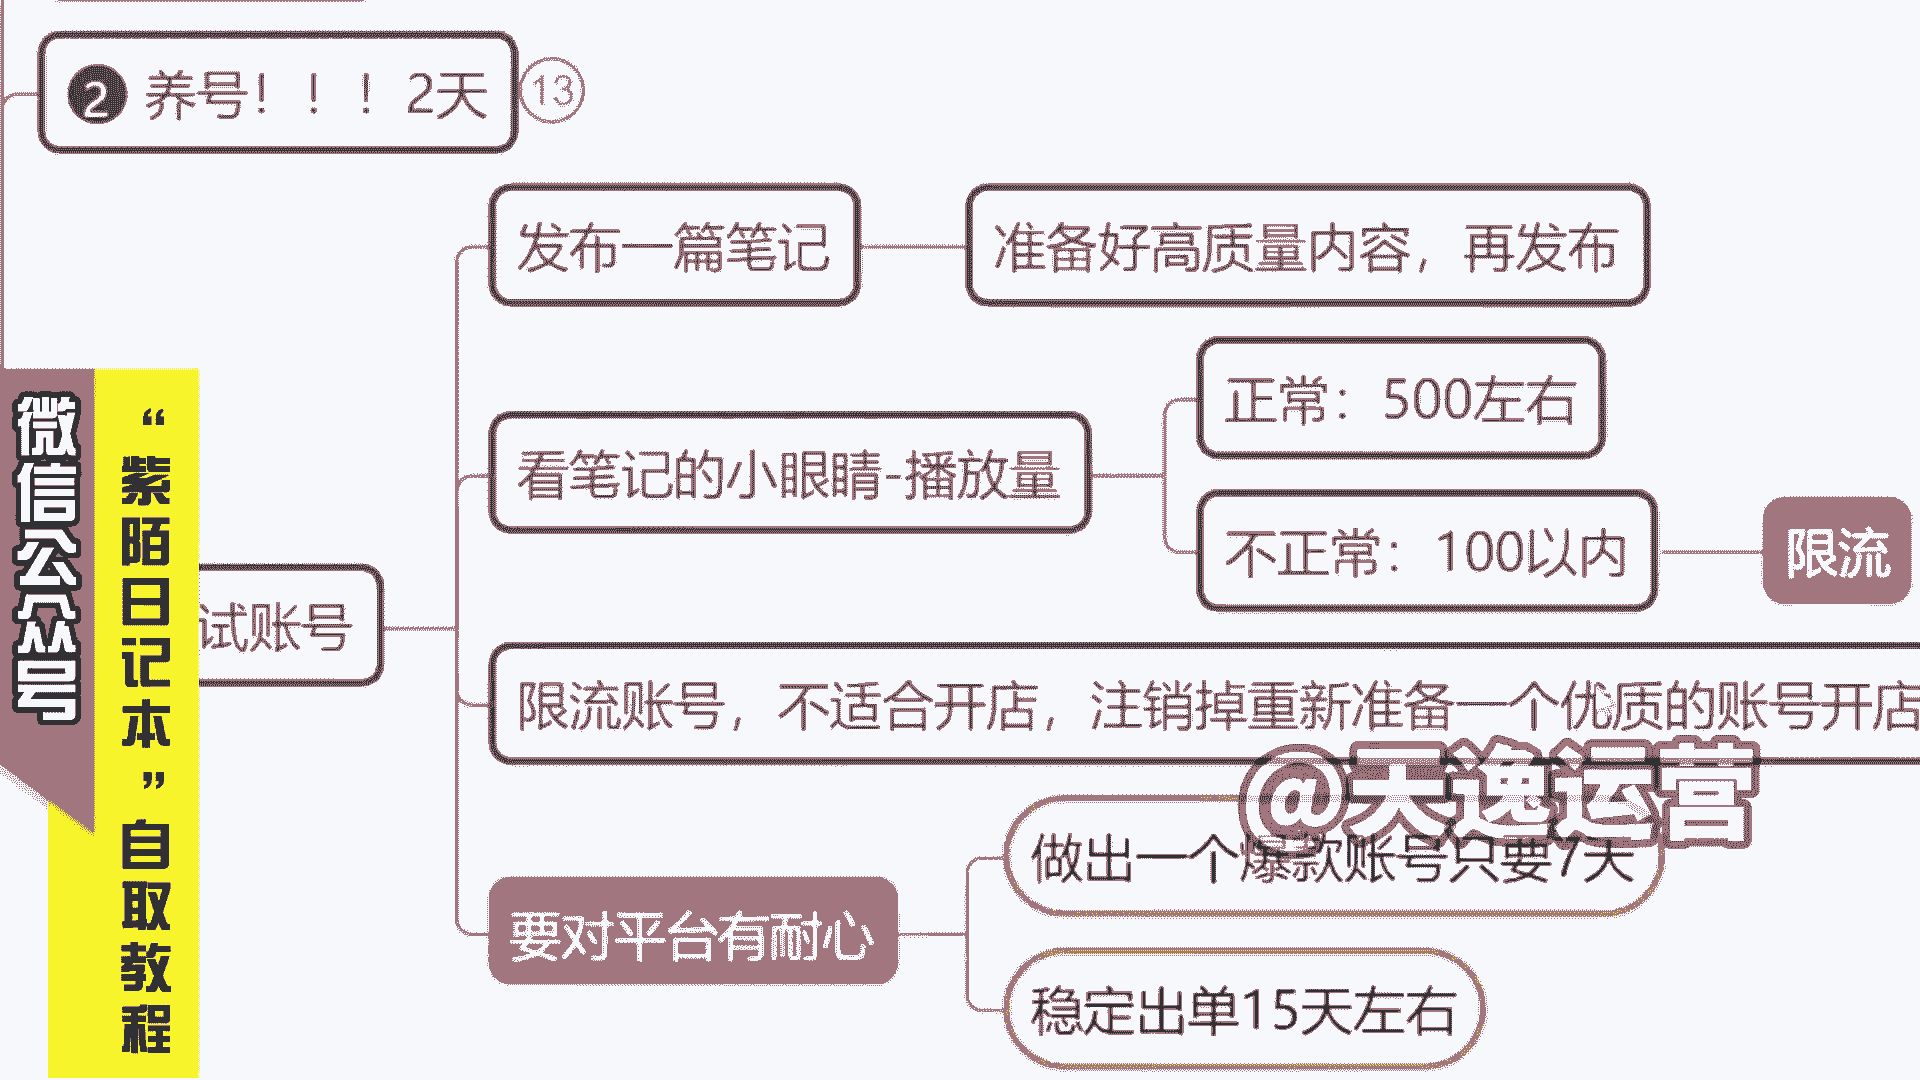 2 养号！！！2天 13
发布一篇笔记
准备好高质量内容，再发布
看笔记的小眼睛-播放量
正常：500左右
不正常：100以内
限流
试账号
限流账号，不适合开店，注销掉重新准备一个优质的账号开店
要对平台有耐心
做出一个爆款账号只要7天
稳定出单15天左右
微信公众号
“紫陌日记本”自取教程
@天逸运营